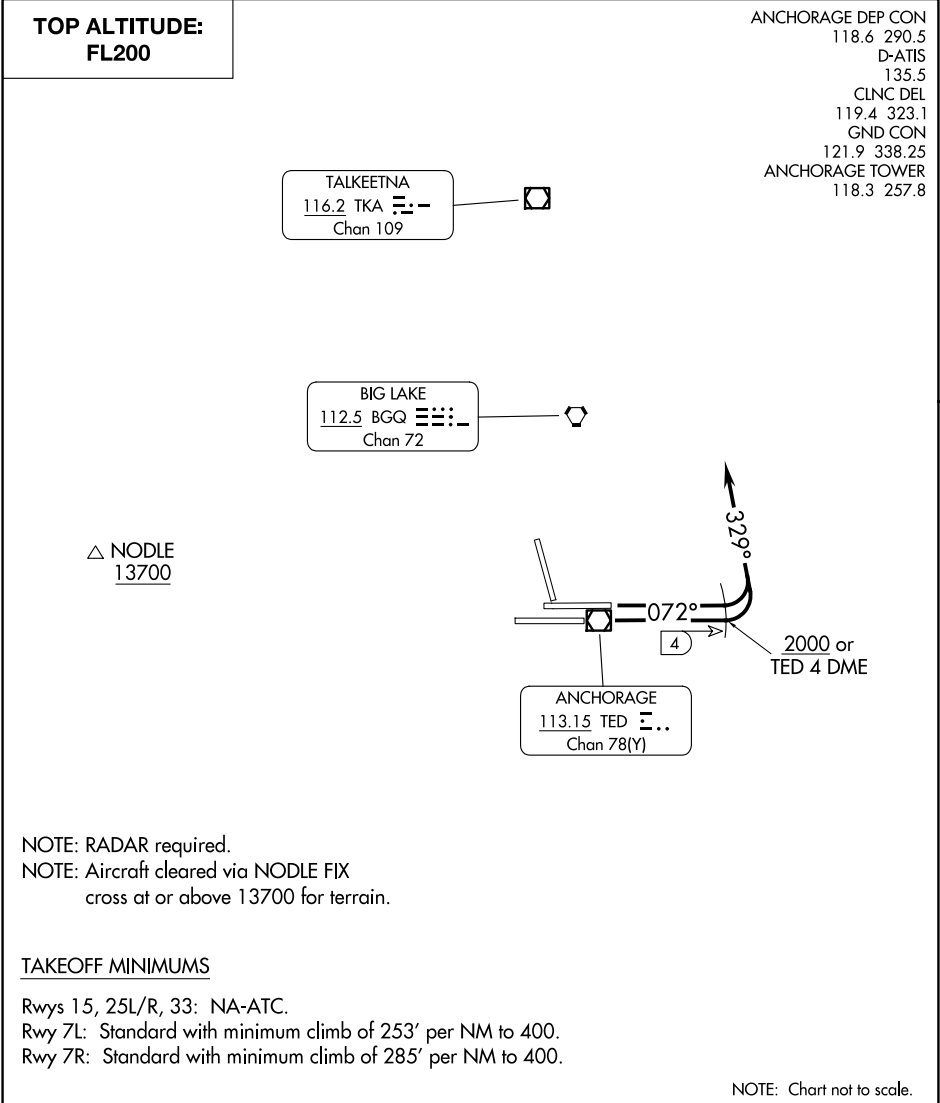 TOP ALTITUDE:
FL200
ANCHORAGE DEP CON
118.6 290.5
D-ATIS
135.5
CLNC DEL
119.4 323.1
GND CON
121.9 338.25
ANCHORAGE TOWER
118.3 257.8
TALKEETNA
116.2 TKA
Chan 109
BIG LAKE
112.5 BGQ
Chan 72
NODLE
13700
329°
072°
4
2000 or
TED 4 DME
ANCHORAGE
113.15 TED
Chan 78(Y)
NOTE: RADAR required.
NOTE: Aircraft cleared via NODLE FIX
cross at or above 13700 for terrain.
TAKEOFF MINIMUMS
Rwys 15, 25L/R, 33: NA-ATC.
Rwy 7L: Standard with minimum climb of 253' per NM to 400.
Rwy 7R: Standard with minimum climb of 285' per NM to 400.
NOTE: Chart not to scale.